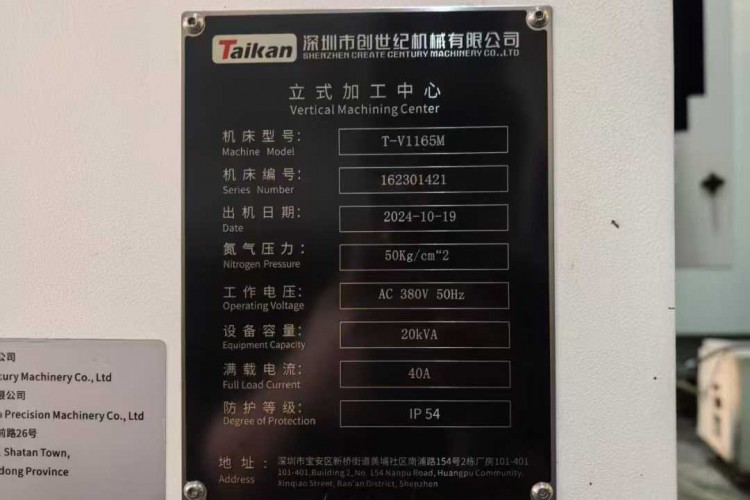 Taikan 深圳市创世纪机械有限公司
SHENZHEN CREATE CENTURY MACHINERY CO.,LTD
立式加工中心
Vertical Machining Center
机床型号: T-V1165M
Machine Model
机床编号: 162301421
Series Number
出机日期: 2024-10-19
Date
氮气压力: 50Kg/cm“2
Nitrogen Pressure
工作电压: AC 380V 50Hz
Operating Voltage
设备容量: 20kVA
Equipment Capacity
满载电流: 40A
Full Load Current
防护等级: IP 54
Degree of Protection
地址: 深圳市宝安区新桥街道黄埔社区南浦路154号2栋厂房101-401
Address 101-401,Building 2, No. 154 Nanpu Road, Huangpu Community,
Xinqiao Street, Bao'an District, Shenzhen
公司
tury Machinery Co., Ltd
限公司
o Precision Machinery Co., Ltd
前路26号
, Shatan Town,
dong Province